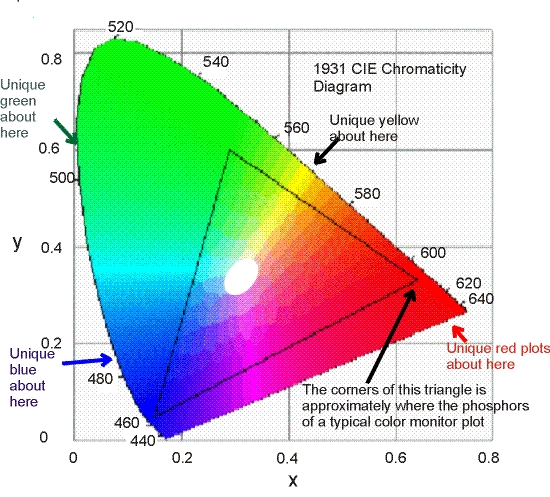 520
0.8
540
1931 CIE Chromaticity
Diagram
Unique
green
about
here
560
Unique yellow
about here
0.6
500
580
y
0.4
600
620
640
0.2
Unique
blue
about
here
480
Unique red plots
about here
The corners of this triangle is
approximately where the phosphors
of a typical color monitor plot
460
440
0
0
0.2
0.4
0.6
0.8
x